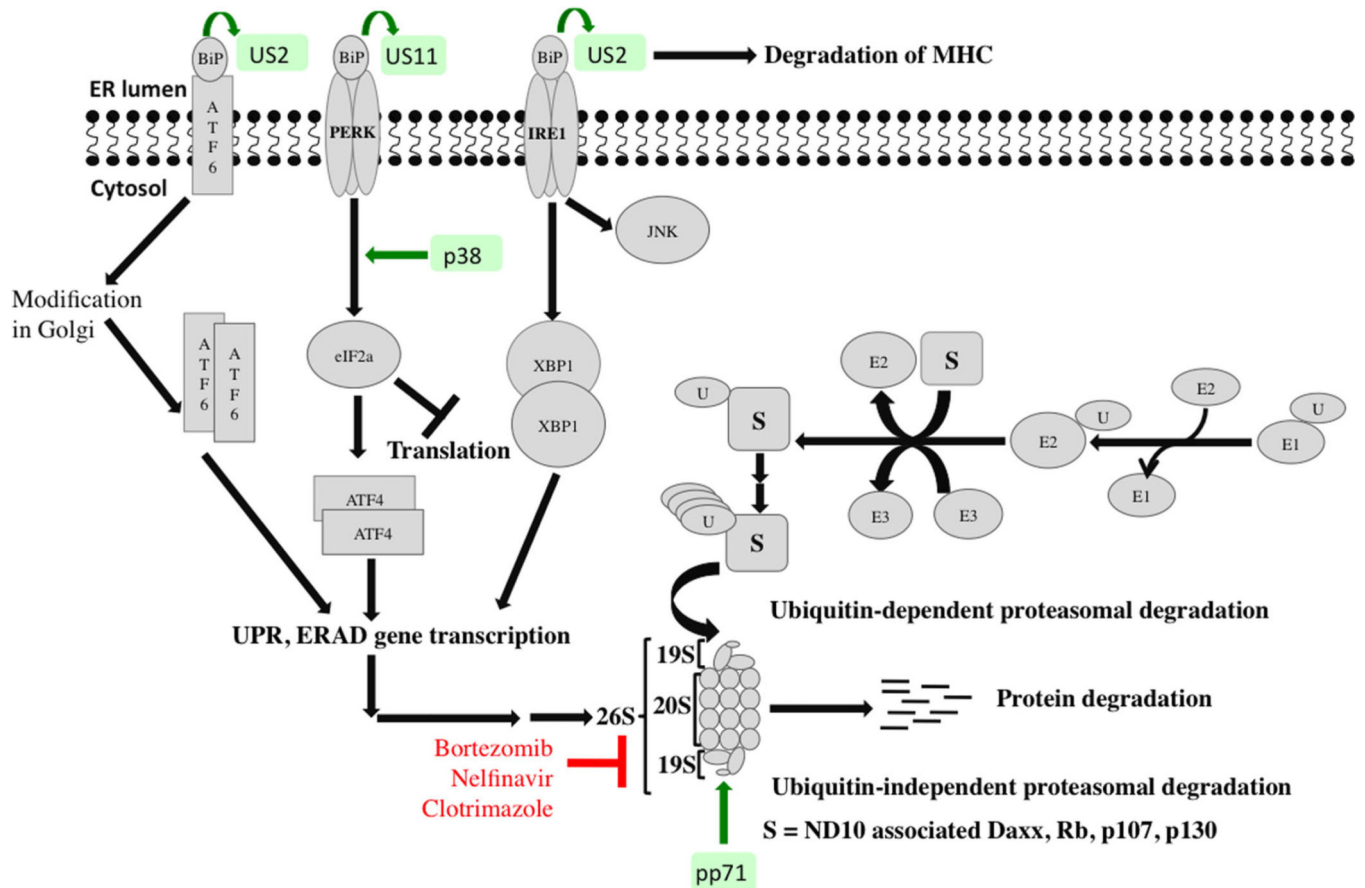 BiP
US2
BiP
US11
BiP
US2
Degradation of MHC
ER lumen
A
T
F
6
PERK
IRE1
Cytosol
JNK
p38
Modification
in Golgi
A
T
F
6
A
T
F
6
eIF2a
XBP1
XBP1
Translation
ATF4
ATF4
UPR, ERAD gene transcription
E2
S
U
S
E2
U
E2
U
E1
E1
E3
E3
U
S
Ubiquitin-dependent proteasomal degradation
19S
20S
26S
19S
Protein degradation
Bortezomib
Nelfinavir
Clotrimazole
Ubiquitin-independent proteasomal degradation
S = ND10 associated Daxx, Rb, p107, p130
pp71